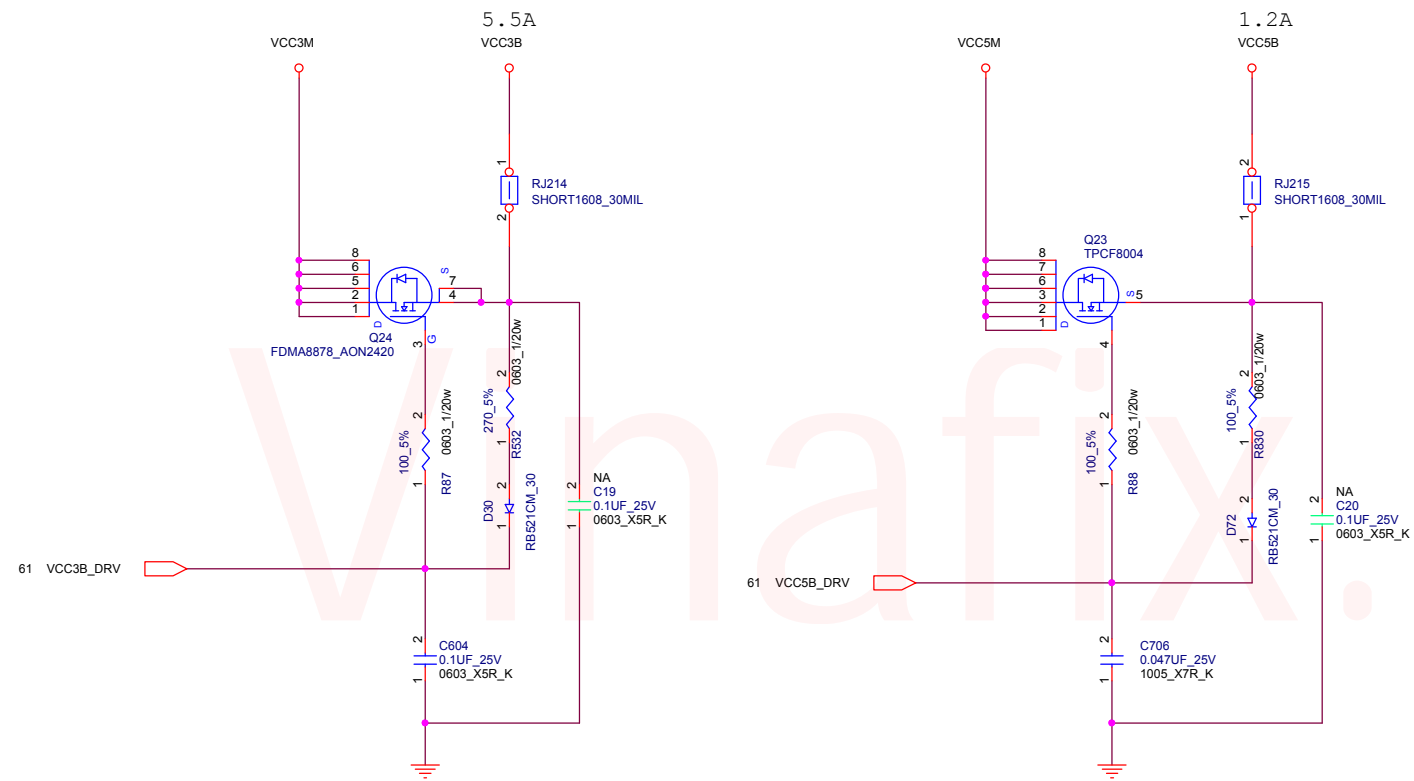 5.5A
VCC3M
VCC3B
1
RJ214
SHORT1608_30MIL
2
8
6
5
2
1
D
S
7
4
Q24
FDMA8878_AON2420
3
G
2
100_5%
0603_1/20w
1
R87
0603_1/20w
2
270_5%
1
R532
2
D30
1
RB521CM_30
NA
2
C19
0.1UF_25V
1
0603_X5R_K
61 VCC3B_DRV
2
C604
0.1UF_25V
1
0603_X5R_K
1.2A
VCC5M
VCC5B
2
RJ215
SHORT1608_30MIL
1
Q23
TPCF8004
8
7
6
3
2
1
D
S
5
4
2
100_5%
0603_1/20w
1
R88
0603_1/20w
2
100_5%
1
R830
2
D72
1
RB521CM_30
NA
2
C20
0.1UF_25V
1
0603_X5R_K
61 VCC5B_DRV
2
C706
0.047UF_25V
1
1005_X7R_K
Vinafix.